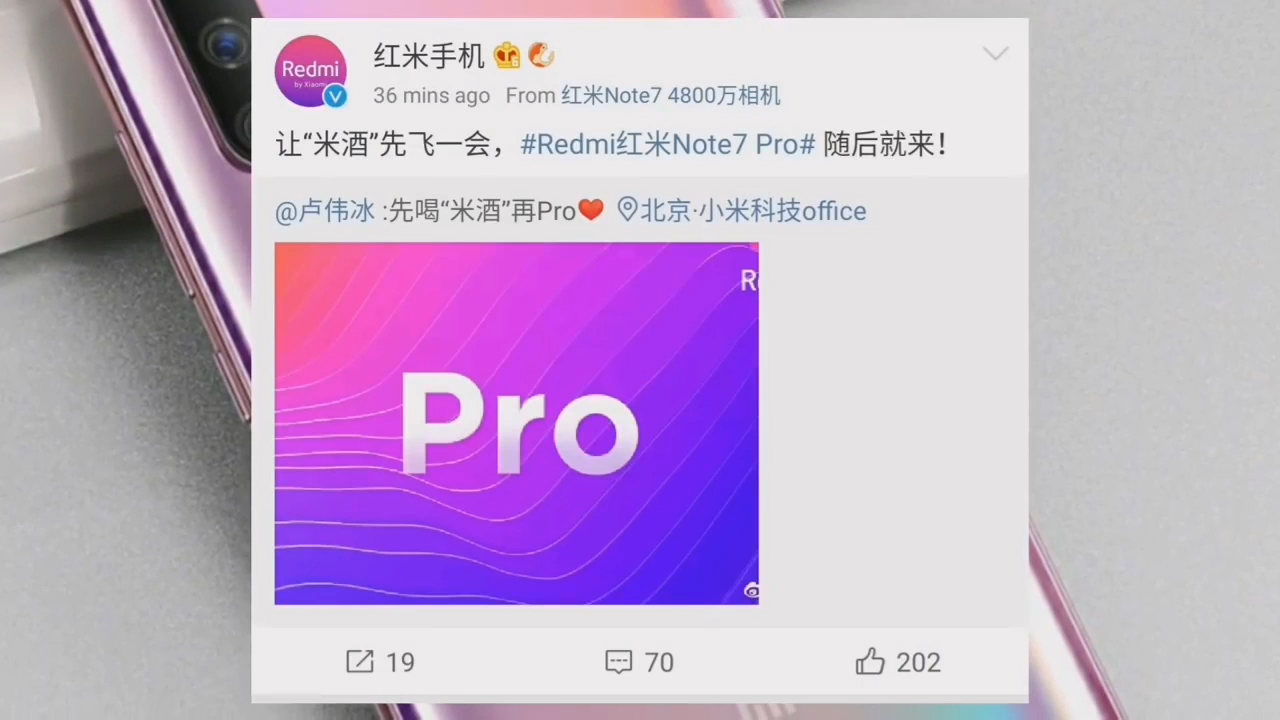 Redmi
by Xiaomi
红米手机
36 mins ago From 红米Note7 4800万相机
让“米酒”先飞一会，#Redmi红米Note7 Pro# 随后就来！
@卢伟冰 :先喝“米酒”再Pro❤ 北京·小米科技office
R
Pro
19
70
202